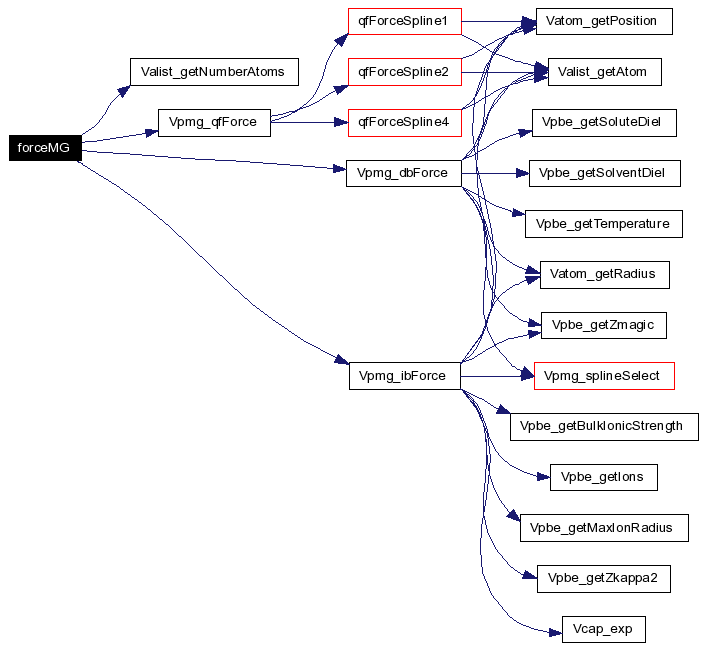 qfForceSpline1
Vatom_getPosition
Valist_getNumberAtoms
qfForceSpline2
Valist_getAtom
Vpmg_qfForce
qfForceSpline4
Vpbe_getSoluteDiel
forceMG
Vpmg_dbForce
Vpbe_getSolventDiel
Vpbe_getTemperature
Vatom_getRadius
Vpbe_getZmagic
Vpmg_ibForce
Vpmg_splineSelect
Vpbe_getBulkIonicStrength
Vpbe_getIons
Vpbe_getMaxIonRadius
Vpbe_getZkappa2
Vcap_exp